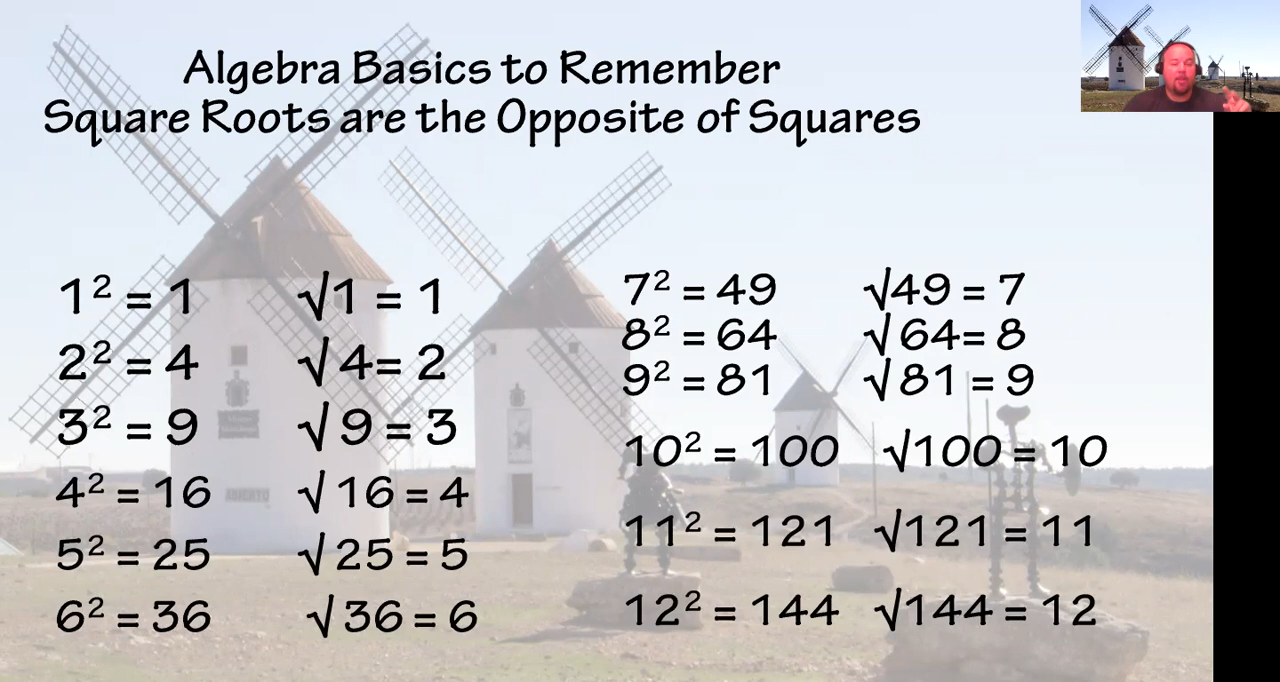 Algebra Basics to Remember
Square Roots are the Opposite of Squares
1² = 1 √1 = 1
2² = 4 √4= 2
3² = 9 √9 = 3
4² = 16 √16 = 4
5² = 25 √25 = 5
6² = 36 √36 = 6
7² = 49 √49 = 7
8² = 64 √64= 8
9² = 81 √81 = 9
10² = 100 √100 = 10
11² = 121 √121 = 11
12² = 144 √144 = 12
ABIERTO